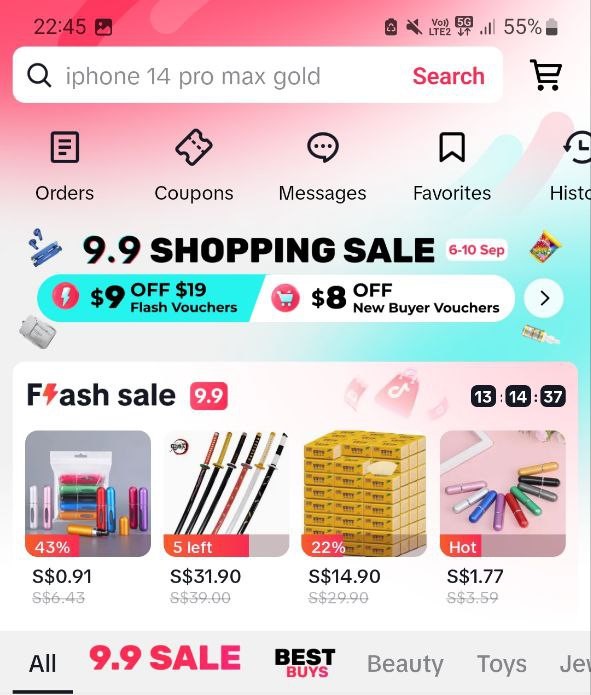 22:45 Vo)) LTE2 5G 55%
iphone 14 pro max gold Search
Orders Coupons Messages Favorites Histo
9.9 SHOPPING SALE 6-10 Sep
$9 OFF $19 Flash Vouchers $8 OFF New Buyer Vouchers
Flash sale 9.9 13:14:37
43% 5 left 22% Hot
S$0.91 S$31.90 S$14.90 S$1.77
S$6.43 S$39.00 S$29.90 S$3.59
All 9.9 SALE BEST BUYS Beauty Toys Jew